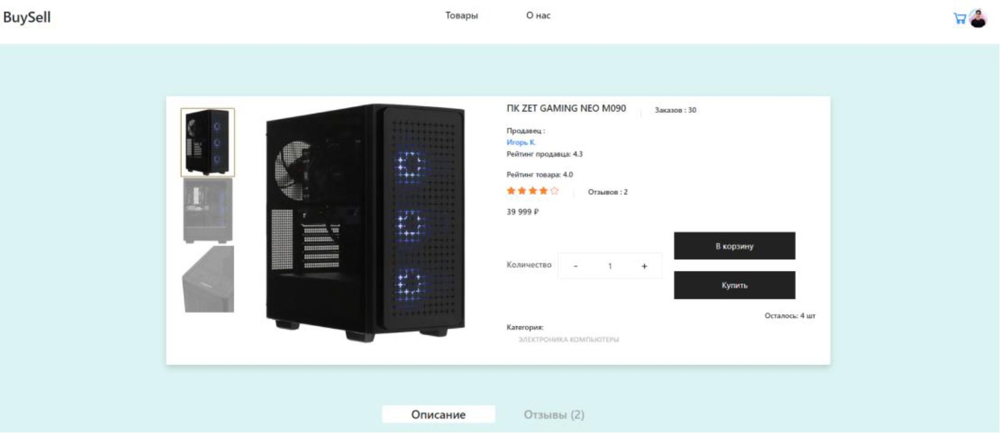 BuySell
Товары
О нас
ПК ZET GAMING NEO M090
Заказов : 30
Продавец :
Игорь К.
Рейтинг продавца: 4.3
Рейтинг товара: 4.0
Отзывов : 2
39 999 ₽
В корзину
Количество
-
1
+
Купить
Осталось: 4 шт
Категория:
ЭЛЕКТРОНИКА КОМПЬЮТЕРЫ
Описание
Отзывы (2)